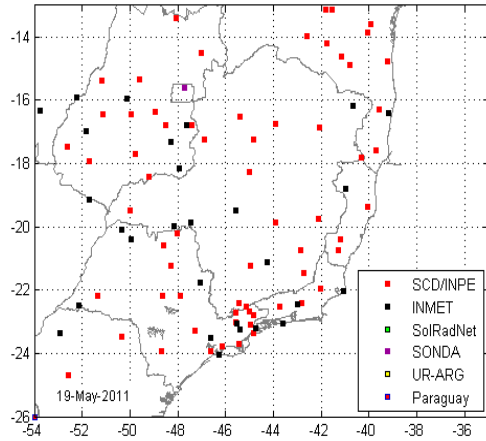 -14
-16
-18
-20
-22
-24
-26
19-May-2011
SCD/INPE
INMET
SolRadNet
SONDA
UR-ARG
Paraguay
-54 -52 -50 -48 -46 -44 -42 -40 -38 -36